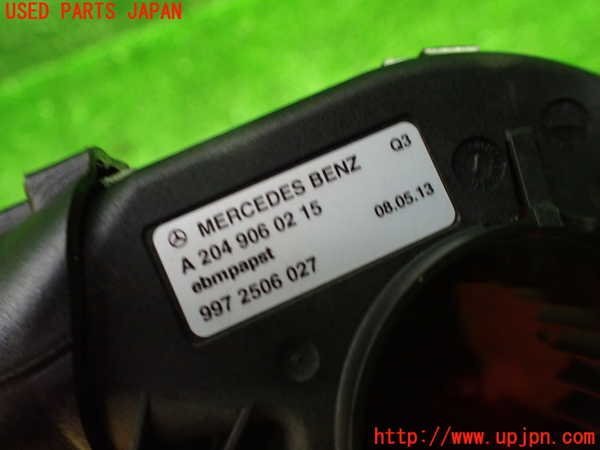 USED PARTS JAPAN
MERCEDES BENZ Q3
A 204 906 02 15 08.05.13
ebmpapst
997 2506 027
http://www.upjpn.com/